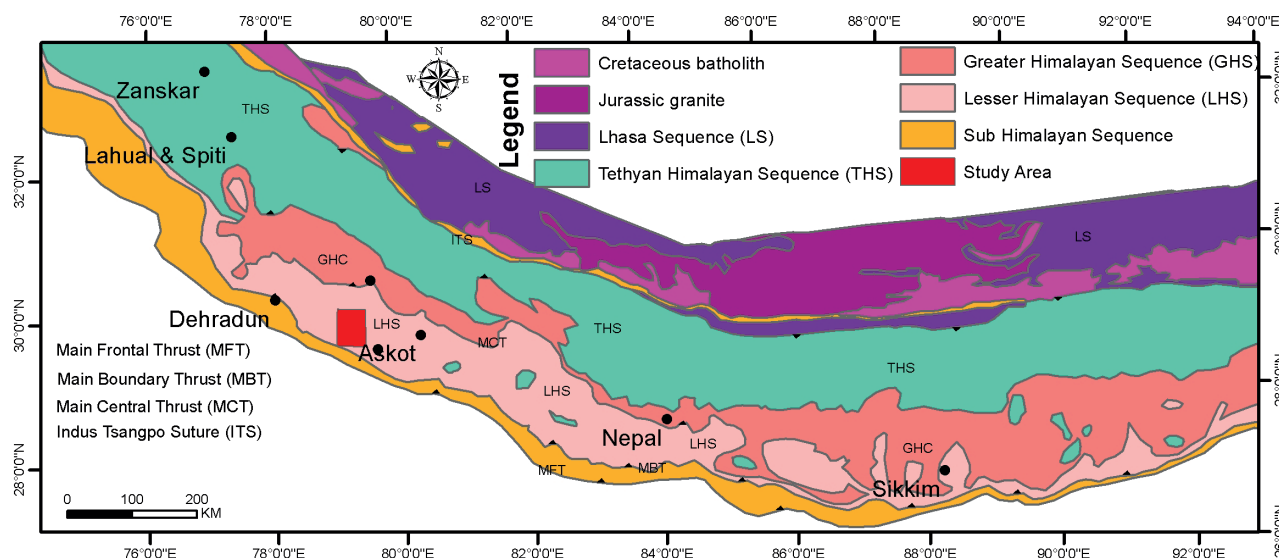 76°0'0"E 78°0'0"E 80°0'0"E 82°0'0"E 84°0'0"E 86°0'0"E 88°0'0"E 90°0'0"E 92°0'0"E 94°0'0"E
N
W E
S
Legend
Cretaceous batholith
Jurassic granite
Lhasa Sequence (LS)
Tethyan Himalayan Sequence (THS)
Greater Himalayan Sequence (GHS)
Lesser Himalayan Sequence (LHS)
Sub Himalayan Sequence
Study Area
Zanskar
THS
Lahual & Spiti
LS
LS
ITS
GHC
Dehradun
LHS
Askot
MCT
THS
THS
LHS
Nepal
LHS
GHC
MFT
MBT
Sikkim
Main Frontal Thrust (MFT)
Main Boundary Thrust (MBT)
Main Central Thrust (MCT)
Indus Tsangpo Suture (ITS)
32°0'0"N
30°0'0"N
28°0'0"N
0 100 200
KM
76°0'0"E 78°0'0"E 80°0'0"E 82°0'0"E 84°0'0"E 86°0'0"E 88°0'0"E 90°0'0"E 92°0'0"E